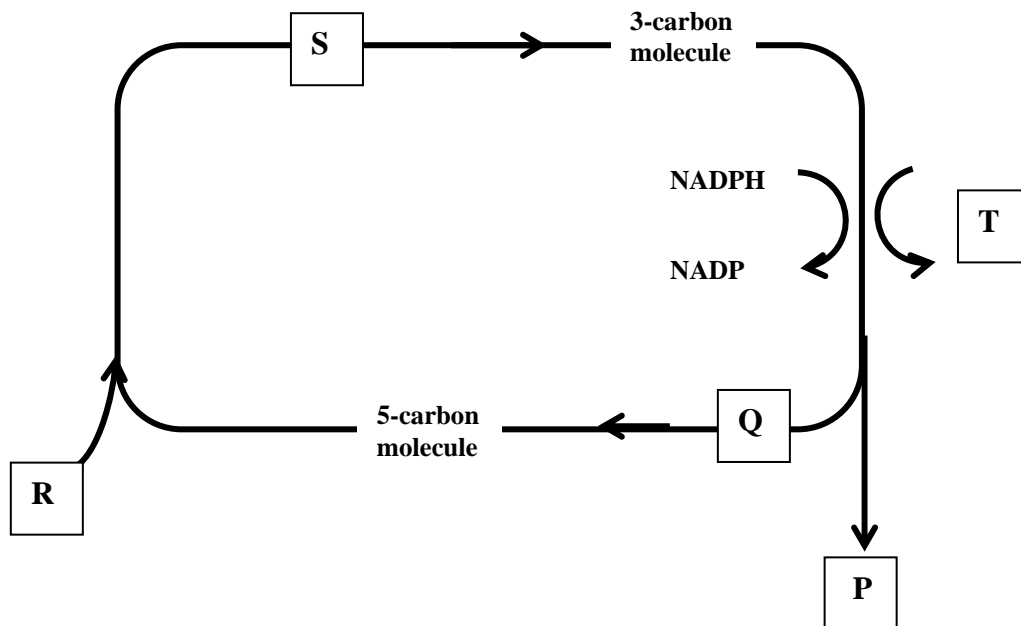 S
3-carbon
molecule
NADPH
T
NADP
5-carbon
molecule
Q
R
P